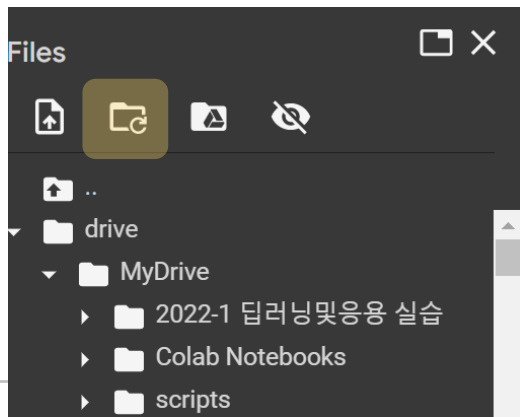 Files
..
drive
MyDrive
2022-1 딥러닝및응용 실습
Colab Notebooks
scripts